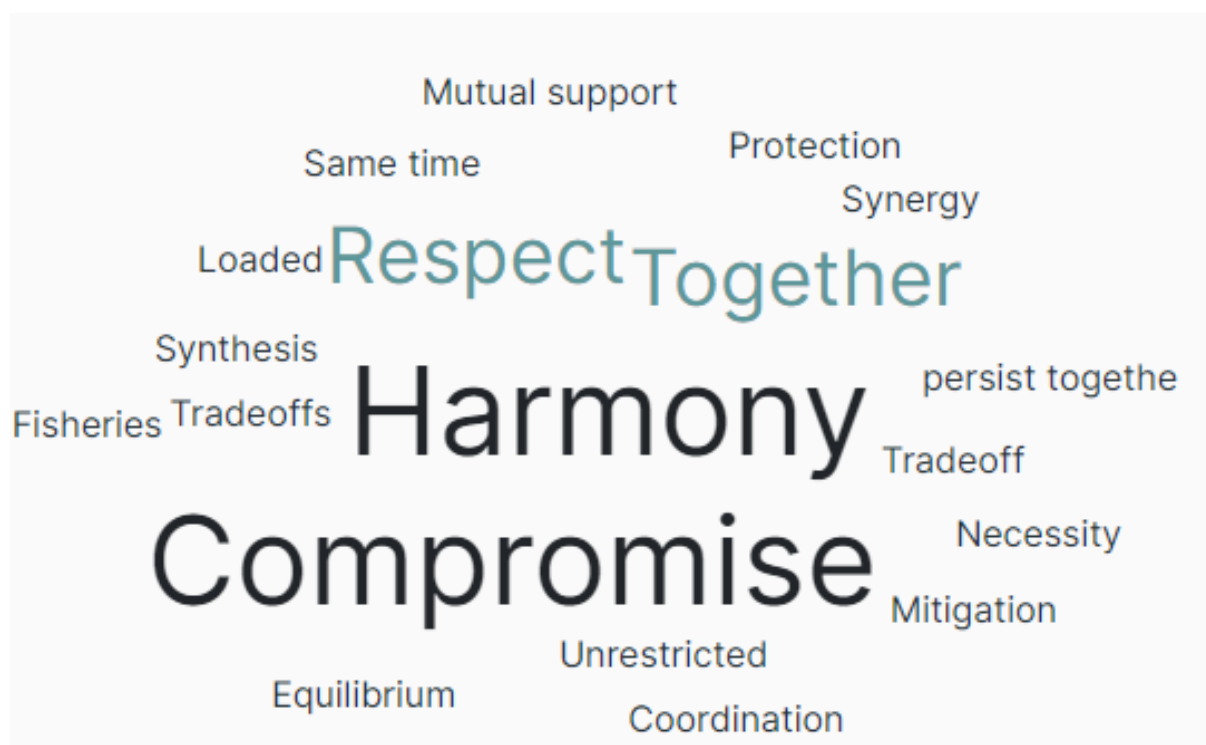 Mutual support
Protection
Same time
Synergy
Loaded
Respect
Together
Synthesis
Harmony
persist togethe
Fisheries
Tradeoffs
Tradeoff
Compromise
Necessity
Mitigation
Unrestricted
Equilibrium
Coordination